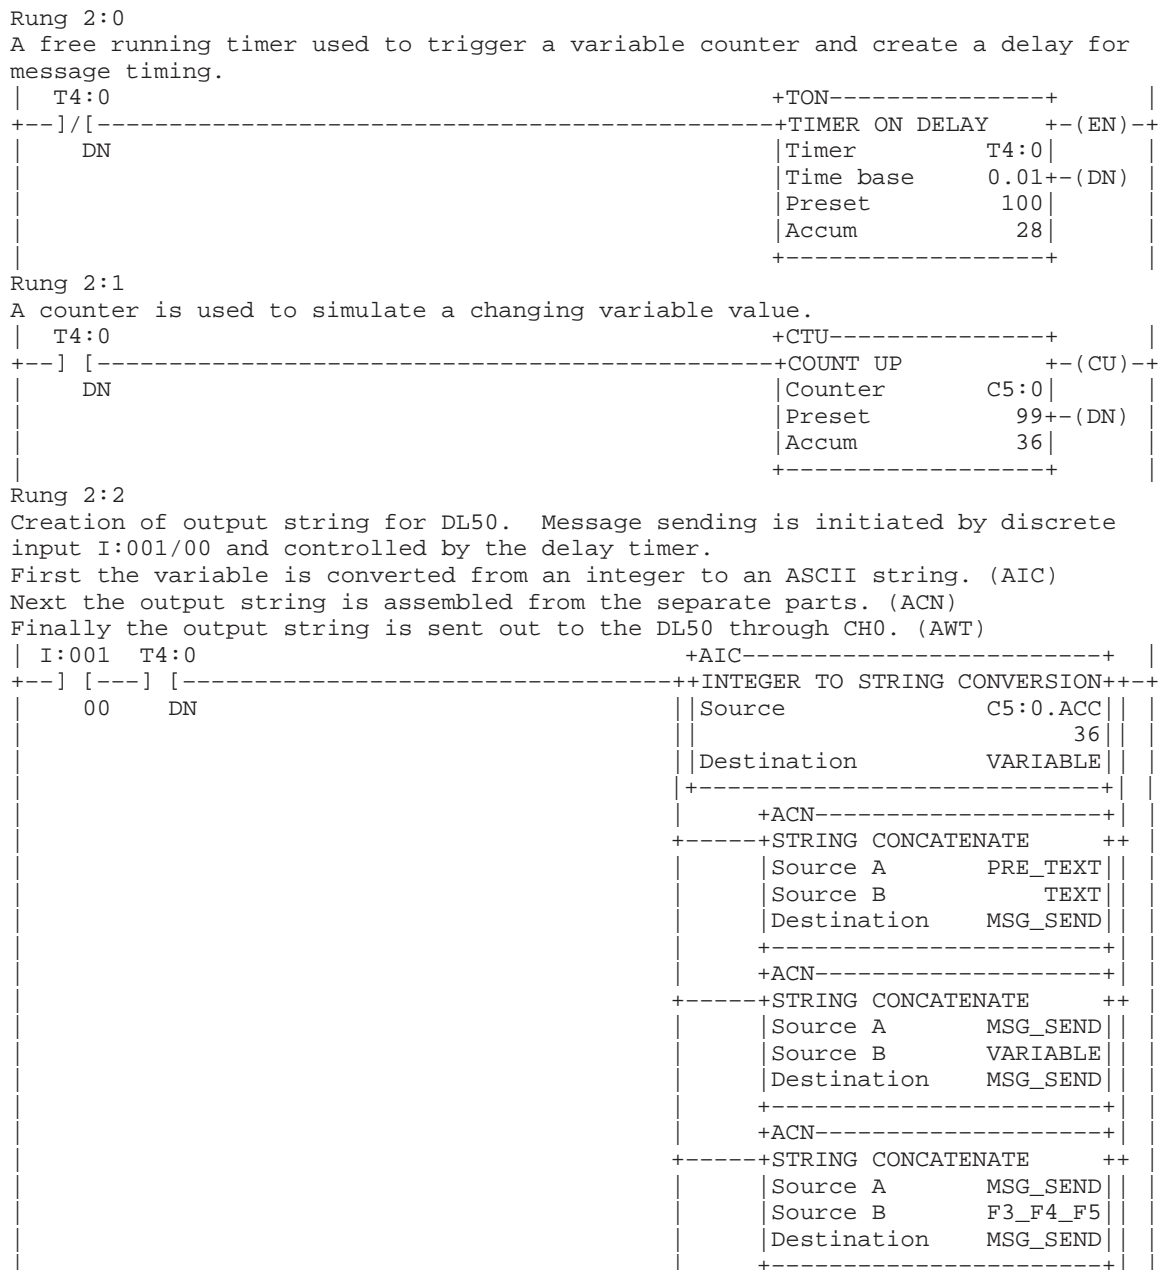 Rung 2:0
A free running timer used to trigger a variable counter and create a delay for
message timing.
|  T4:0                                               +TON---------------+      |
+--]/[-----------------------------------------------+TIMER ON DELAY    +-(EN)-+
|    DN                                               |Timer         T4:0|      |
|                                                     |Time base     0.01+-(DN) |
|                                                     |Preset         100|      |
|                                                     |Accum           28|      |
|                                                     +------------------+      |
Rung 2:1
A counter is used to simulate a changing variable value.
|  T4:0                                               +CTU---------------+      |
+--] [-----------------------------------------------+COUNT UP          +-(CU)-+
|    DN                                               |Counter       C5:0|      |
|                                                     |Preset          99+-(DN) |
|                                                     |Accum           36|      |
|                                                     +------------------+      |
Rung 2:2
Creation of output string for DL50.  Message sending is initiated by discrete
input I:001/00 and controlled by the delay timer.
First the variable is converted from an integer to an ASCII string. (AIC)
Next the output string is assembled from the separate parts. (ACN)
Finally the output string is sent out to the DL50 through CH0. (AWT)
| I:001  T4:0                                  +AIC-------------------------+  |
+--] [---] [----------------------------------++INTEGER TO STRING CONVERSION++-+
|    00    DN                                 ||Source              C5:0.ACC|| |
|                                             ||                          36|| |
|                                             ||Destination         VARIABLE|| |
|                                             |+----------------------------+| |
|                                             |     +ACN--------------------+| |
|                                             +-----+STRING CONCATENATE     ++ |
|                                             |     |Source A       PRE_TEXT|| |
|                                             |     |Source B           TEXT|| |
|                                             |     |Destination    MSG_SEND|| |
|                                             |     +-----------------------+| |
|                                             |     +ACN--------------------+| |
|                                             +-----+STRING CONCATENATE     ++ |
|                                             |     |Source A       MSG_SEND|| |
|                                             |     |Source B       VARIABLE|| |
|                                             |     |Destination    MSG_SEND|| |
|                                             |     +-----------------------+| |
|                                             |     +ACN--------------------+| |
|                                             +-----+STRING CONCATENATE     ++ |
|                                             |     |Source A       MSG_SEND|| |
|                                             |     |Source B       F3_F4_F5|| |
|                                             |     |Destination    MSG_SEND|| |
|                                             |     +-----------------------+| |